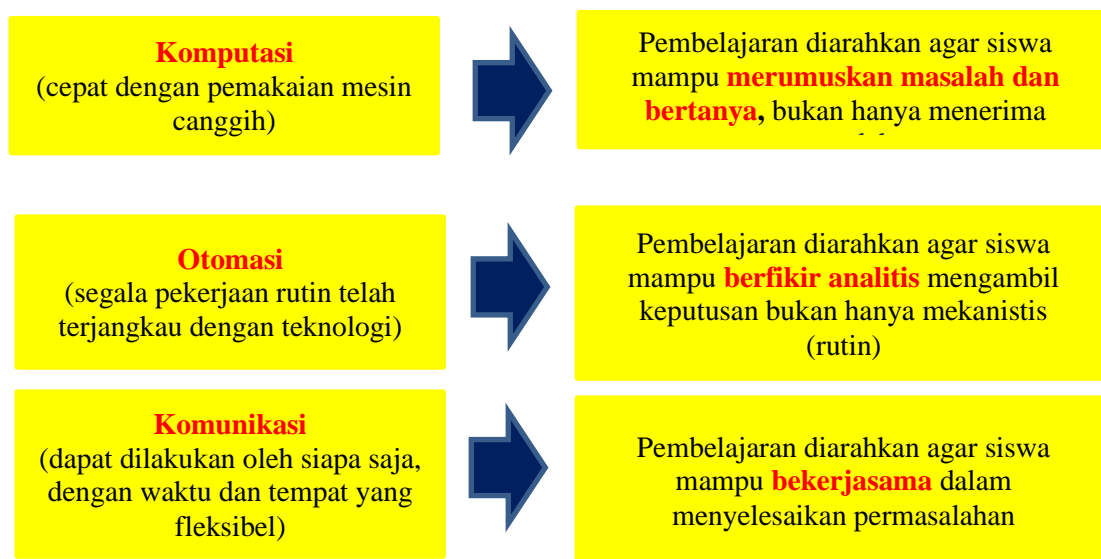 Komputasi
(cepat dengan pemakaian mesin
canggih)
Pembelajaran diarahkan agar siswa
mampu merumuskan masalah dan
bertanya, bukan hanya menerima
Otomasi
(segala pekerjaan rutin telah
terjangkau dengan teknologi)
Pembelajaran diarahkan agar siswa
mampu berfikir analitis mengambil
keputusan bukan hanya mekanistis
(rutin)
Komunikasi
(dapat dilakukan oleh siapa saja,
dengan waktu dan tempat yang
fleksibel)
Pembelajaran diarahkan agar siswa
mampu bekerjasama dalam
menyelesaikan permasalahan